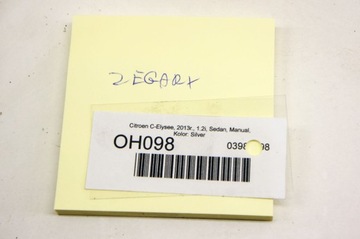 ZEGARY
Citroen C-Elysee, 2013r., 1.2i, Sedan, Manual,
Kolor: Silver
OH098